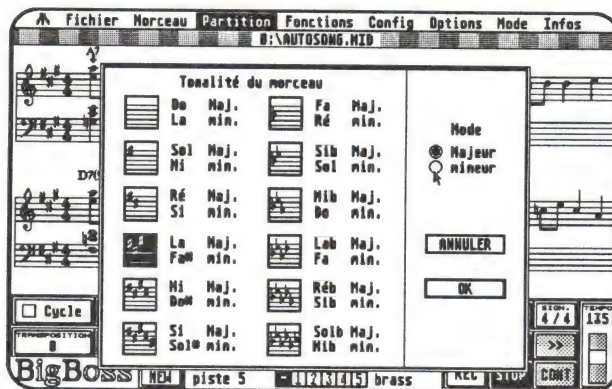 Fichier Morceau Partition Fonctions Config Options Mode Infos
D:\AUTOSONG.MID
A7
Tonalité du morceau
Do Maj.
La min.
Fa Maj.
Ré min.
Sol Maj.
Mi min.
Sib Maj.
Sol min.
Ré Maj.
Si min.
Mib Maj.
Do min.
La Maj.
Fa# min.
Lab Maj.
Fa min.
Mi Maj.
Do# min.
Réb Maj.
Sib min.
Si Maj.
Sol# min.
Solb Maj.
Mib min.
Mode
Majeur
mineur
ANNULER
OK
Cycle
TRANSPOSITION
0
SIGN.
4/4
TEMPO
135
>>
BigBoss
NEW piste 5 - 1 2 3 4 5 brass REC STOP CONT